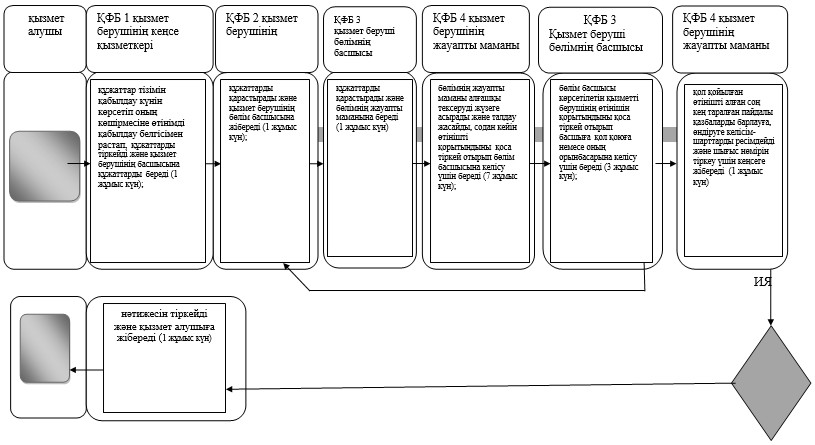 қызмет
алушы
ҚФБ 1 қызмет
берушінің кеңсе
қызметкері
ҚФБ 2 қызмет
берушінің
ҚФБ 3
қызмет беруші
бөлімнің
басшысы
ҚФБ 4 қызмет
берушінің
жауапты маманы
ҚФБ 3
Қызмет беруші
бөлімнің басшысы
ҚФБ 4 қызмет
берушінің
жауапты маманы
құжаттар тізімін
қабылдау күнін
көрсетіп оның
көшірмесіне өтінімді
қабылдау белгісімен
растап, құжаттарды
тіркейді және қызмет
берушінің басшысына
құжаттарды береді (1
жұмыс күн);
құжаттарды
қарастырады және
қызмет берушінің
бөлім басшысына
жібереді (1 жұмыс
күн);
құжаттарды
қарастырады және
бөлімнің жауапты
маманына береді (1
жұмыс күн)
бөлімнің жауапты
маманы алғашқы
тексеруді жүзеге
асырады және талдау
жасайды, содан кейін
өтінішті
қорытындыны қоса
тіркей отырып бөлім
басшысына келісу
үшін береді (7 жұмыс
күн);
бөлім басшысы
көрсетілетін қызметті
берушінің өтінішін
қорытындыны қоса
тіркей отырып
басшыға қол қоюға
немесе оның
орынбасарына келісу
үшін береді (3 жұмыс
күн);
қол қойылған
өтінішті алған соң
кең таралған пайдалы
қазбаларды барлауға,
өндіруге келісім-
шарттарды ресімдейді
және шығыс нөмірін
тіркеу үшін кеңсеге
жібереді (1 жұмыс
күн)
ИЯ
нәтижесін тіркейді
және қызмет алушыға
жібереді (1 жұмыс күн)